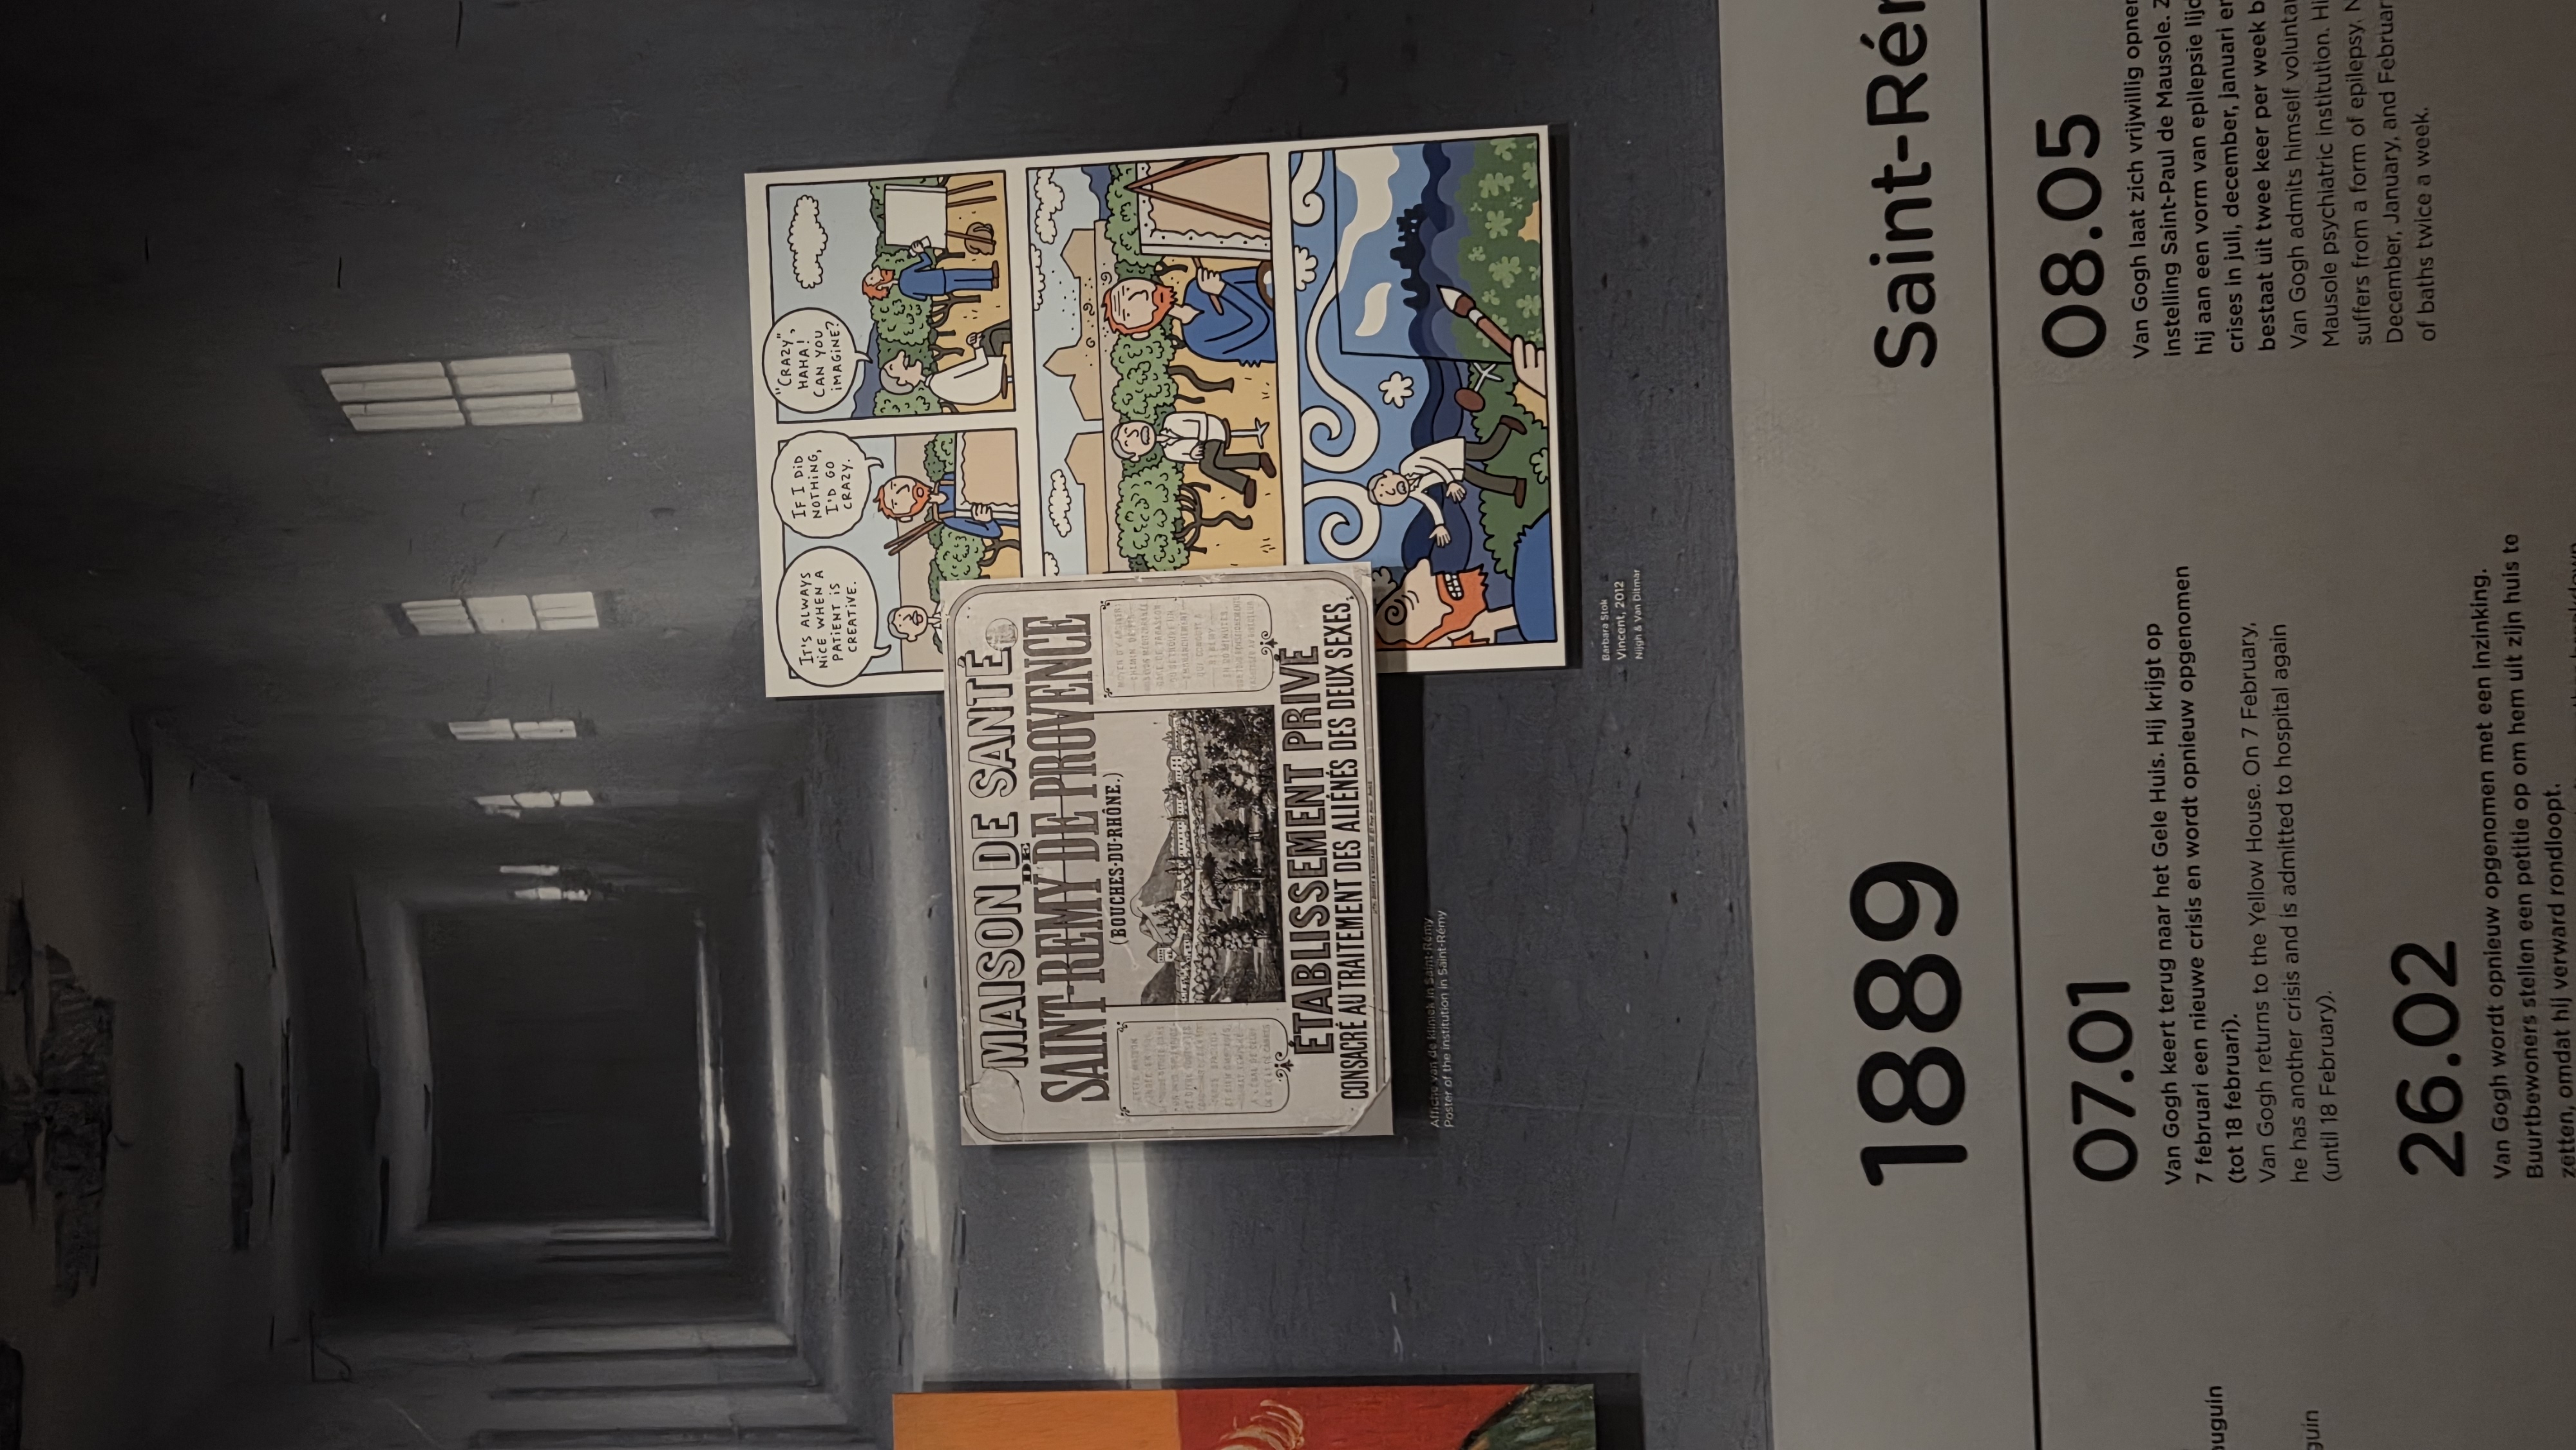 "CRAZY",
HAHA!
CAN YOU
IMAGINE?
IF I DID
NOTHING,
I'D GO
CRAZY.
IT'S ALWAYS
NICE WHEN A
PATIENT IS
CREATIVE.
Barbara Stok
Vincent, 2012
Nijgh & Van Ditmar
MAISON DE SANTÉ
DE
SAINT-REMY DE PROVENCE
(BOUCHES-DU-RHÔNE.)
ÉTABLISSEMENT PRIVÉ
CONSACRÉ AU TRAITEMENT DES ALIÉNÉS DES DEUX SEXES
Affiche van de kliniek in Saint-Rémy
Poster of the institution in Saint-Rémy
1889
Saint-Rém
07.01
Van Gogh keert terug naar het Gele Huis. Hij krijgt op
7 februari een nieuwe crisis en wordt opnieuw opgenomen
(tot 18 februari).
Van Gogh returns to the Yellow House. On 7 February,
he has another crisis and is admitted to hospital again
(until 18 February).
26.02
Van Gogh wordt opnieuw opgenomen met een inzinking.
Buurtbewoners stellen een petitie op om hem uit zijn huis te
zetten, omdat hij verward rondloopt.
08.05
Van Gogh laat zich vrijwillig opnem
instelling Saint-Paul de Mausole. Z
hij aan een vorm van epilepsie lijd
crises in juli, december, januari en
bestaat uit twee keer per week b
Van Gogh admits himself voluntar
Mausole psychiatric institution. Hi
suffers from a form of epilepsy. N
December, January, and Februar
of baths twice a week.